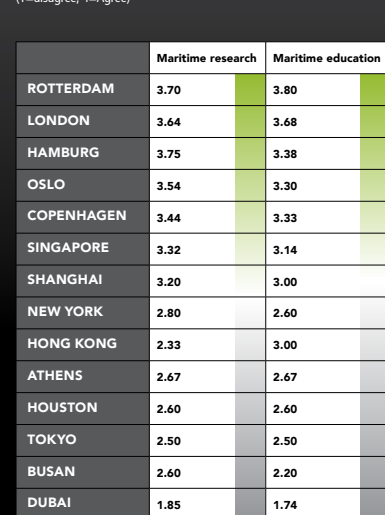 (1=disagree, 4=Agree)
Maritime research Maritime education
ROTTERDAM 3.70 3.80
LONDON 3.64 3.68
HAMBURG 3.75 3.38
OSLO 3.54 3.30
COPENHAGEN 3.44 3.33
SINGAPORE 3.32 3.14
SHANGHAI 3.20 3.00
NEW YORK 2.80 2.60
HONG KONG 2.33 3.00
ATHENS 2.67 2.67
HOUSTON 2.60 2.60
TOKYO 2.50 2.50
BUSAN 2.60 2.20
DUBAI 1.85 1.74